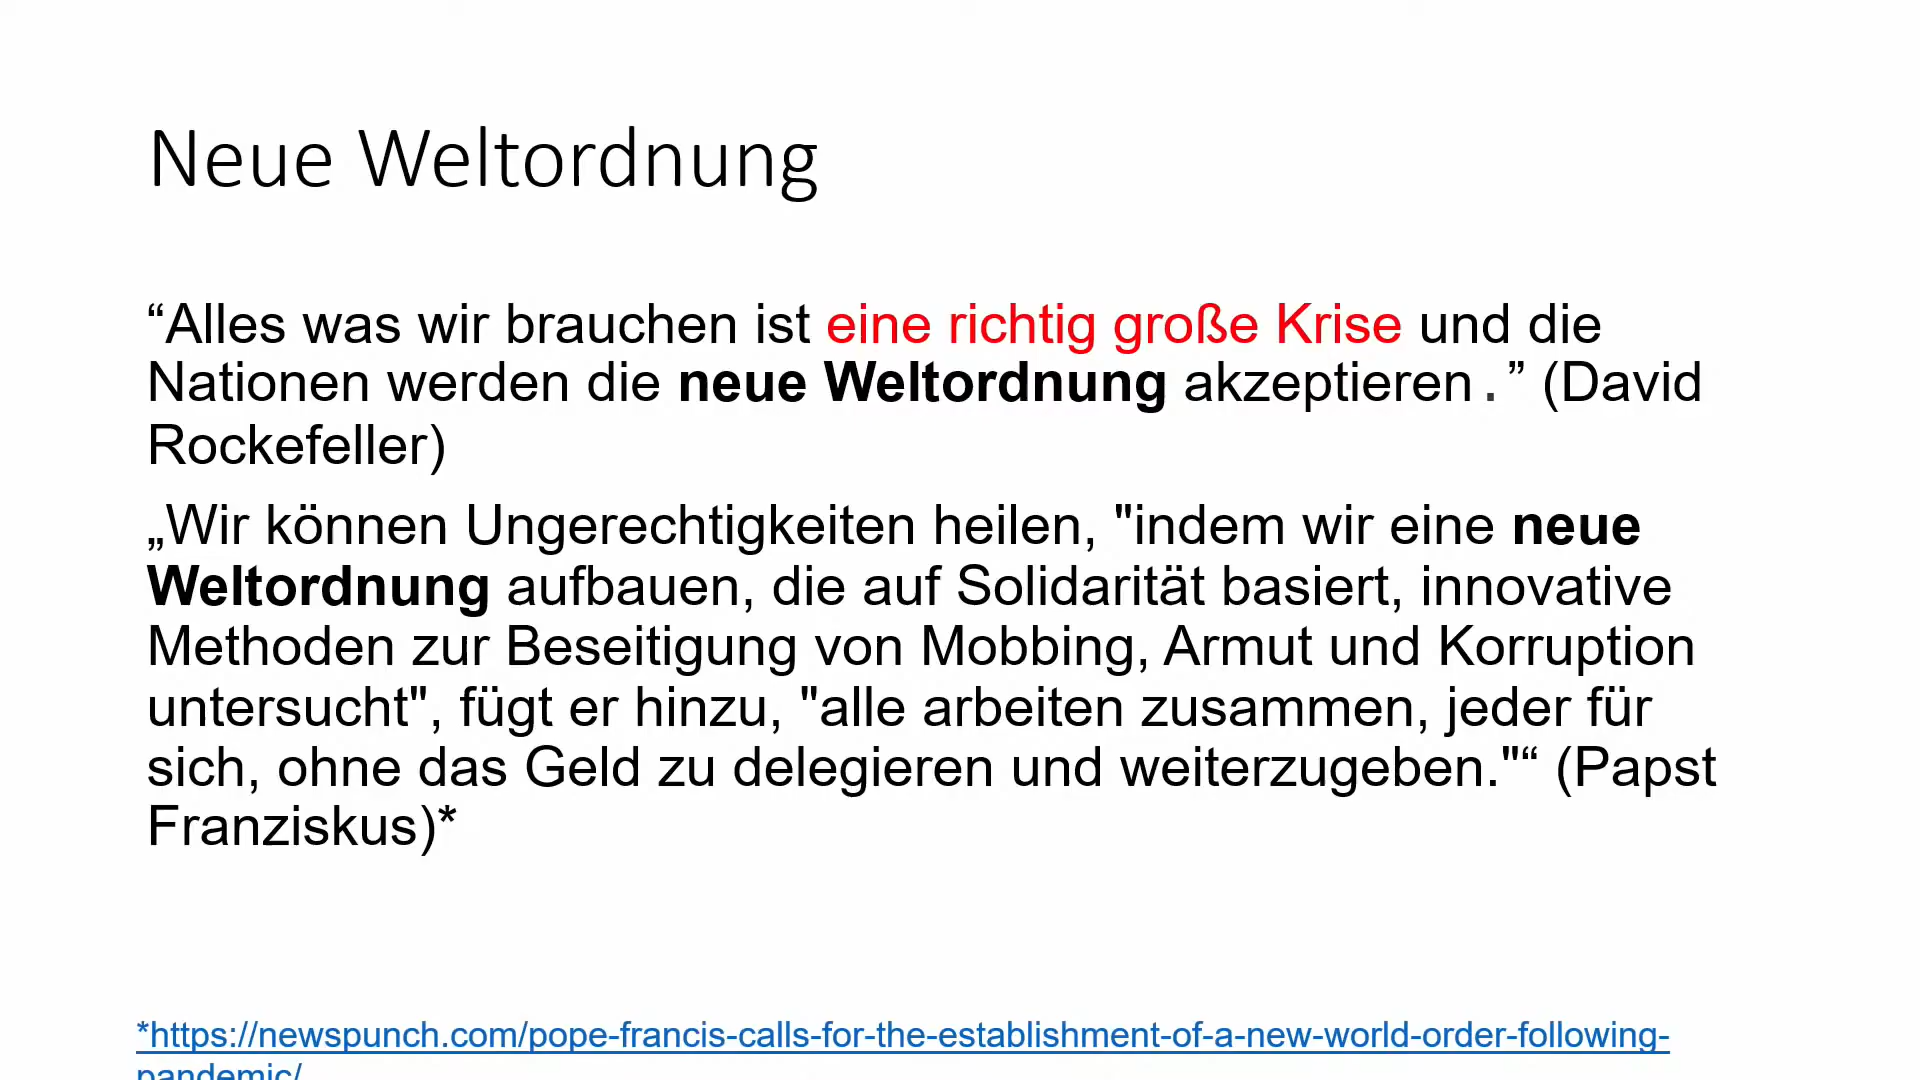 Neue Weltordnung
“Alles was wir brauchen ist eine richtig große Krise und die
Nationen werden die neue Weltordnung akzeptieren.” (David
Rockefeller)
„Wir können Ungerechtigkeiten heilen, "indem wir eine neue
Weltordnung aufbauen, die auf Solidarität basiert, innovative
Methoden zur Beseitigung von Mobbing, Armut und Korruption
untersucht", fügt er hinzu, "alle arbeiten zusammen, jeder für
sich, ohne das Geld zu delegieren und weiterzugeben."“ (Papst
Franziskus)*
*https://newspunch.com/pope-francis-calls-for-the-establishment-of-a-new-world-order-following-
pandemic/